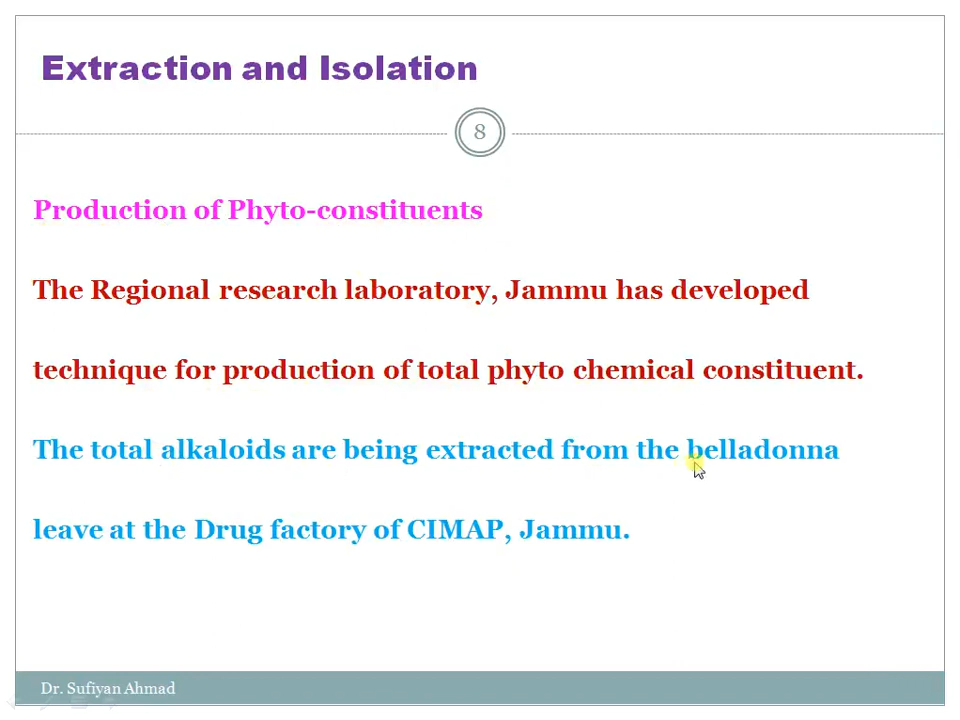 Extraction and Isolation
8
Production of Phyto-constituents
The Regional research laboratory, Jammu has developed
technique for production of total phyto chemical constituent.
The total alkaloids are being extracted from the belladonna
leave at the Drug factory of CIMAP, Jammu.
Dr. Sufiyan Ahmad